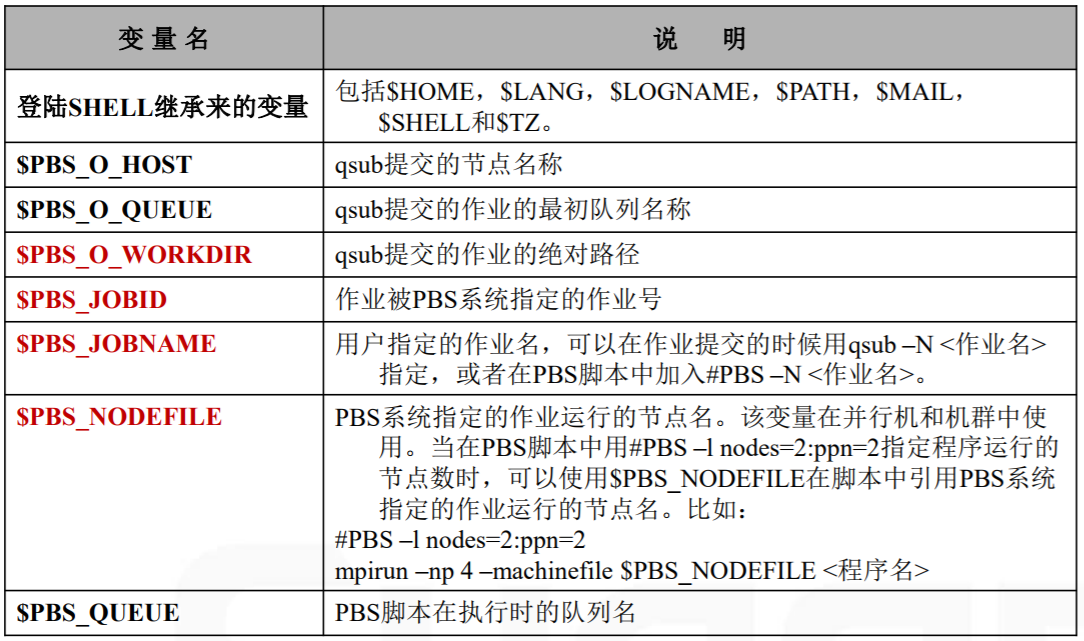 变 量 名
说 明
登陆SHELL继承来的变量
包括$HOME，$LANG，$LOGNAME，$PATH，$MAIL，
$SHELL和$TZ。
$PBS_O_HOST
qsub提交的节点名称
$PBS_O_QUEUE
qsub提交的作业的最初队列名称
$PBS_O_WORKDIR
qsub提交的作业的绝对路径
$PBS_JOBID
作业被PBS系统指定的作业号
$PBS_JOBNAME
用户指定的作业名，可以在作业提交的时候用qsub –N <作业名>
指定，或者在PBS脚本中加入#PBS –N <作业名>。
$PBS_NODEFILE
PBS系统指定的作业运行的节点名。该变量在并行机和机群中使
用。当在PBS脚本中用#PBS –l nodes=2:ppn=2指定程序运行的
节点数时，可以使用$PBS_NODEFILE在脚本中引用PBS系统
指定的作业运行的节点名。比如：
#PBS –l nodes=2:ppn=2
mpirun –np 4 –machinefile $PBS_NODEFILE <程序名>
$PBS_QUEUE
PBS脚本在执行时的队列名